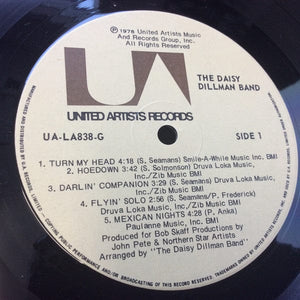 ℗ 1978 United Artists Music
And Records Group, Inc.
All Rights Reserved
UA
THE DAISY
DILLMAN BAND
UNITED ARTISTS RECORDS
UA-LA838-G
SIDE 1
1. TURN MY HEAD 4:18 (S. Seamans) Smile-A-While Music Inc. BMI
2. HOEDOWN 3:42 (S. Solmonson) Druva Loka Music,
Inc./Zib Music BMI
3. DARLIN' COMPANION 3:29 (S. Seamans) Druva Loka Music,
Inc./Zib Music BMI
4. FLYIN' SOLO 2:56 (S. Seamans/P. Frederick)
Druva Loka Music, Inc/Zib Music Inc. BMI
5. MEXICAN NIGHTS 4:28 (P. Anka)
Paulanne Music, Inc. BMI
Produced for Bob Skaff Productions by
John Pete & Northern Star Artists
Arranged by "The Daisy Dillman Band"